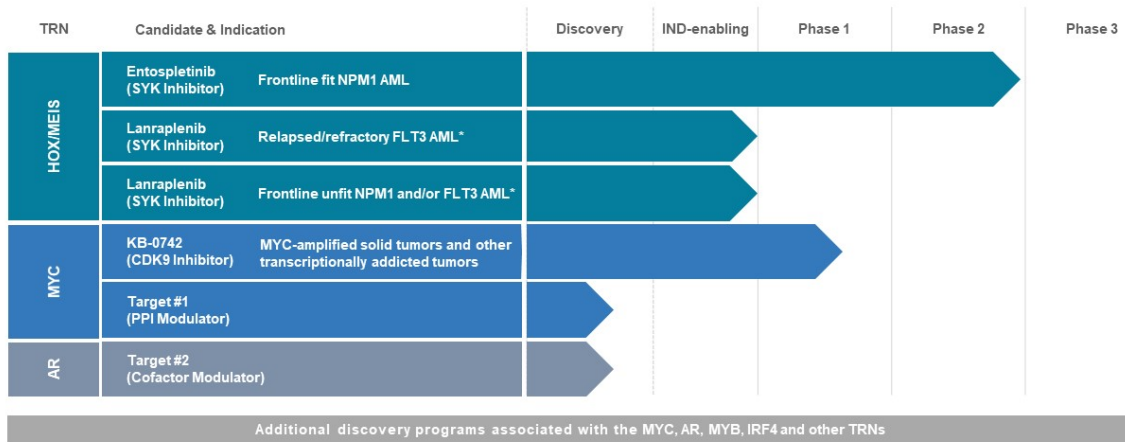 TRN Candidate & Indication Discovery IND-enabling Phase 1 Phase 2 Phase 3
HOX/MEIS
Entospletinib
(SYK Inhibitor)
Frontline fit NPM1 AML
Lanraplenib
(SYK Inhibitor)
Relapsed/refractory FLT3 AML*
Lanraplenib
(SYK Inhibitor)
Frontline unfit NPM1 and/or FLT3 AML*
MYC
KB-0742
(CDK9 Inhibitor)
MYC-amplified solid tumors and other
transcriptionally addicted tumors
Target #1
(PPI Modulator)
AR
Target #2
(Cofactor Modulator)
Additional discovery programs associated with the MYC, AR, MYB, IRF4 and other TRNs